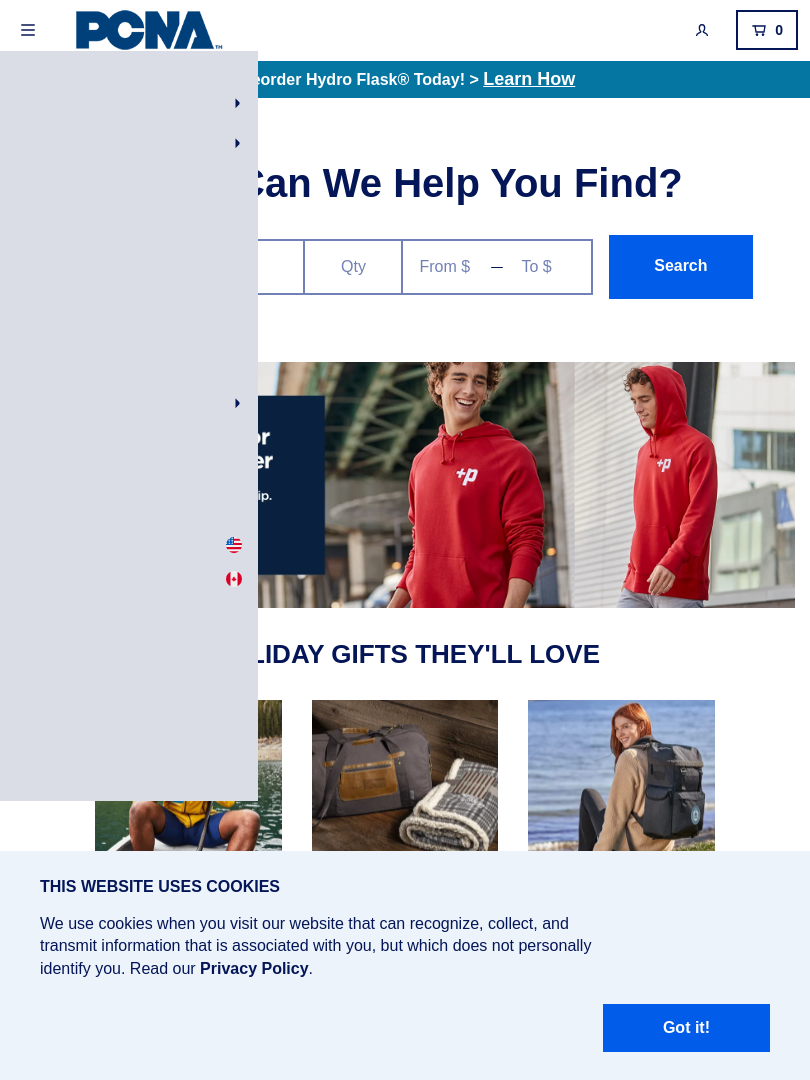 PCNA™
0
eorder Hydro Flask® Today! > Learn How
Can We Help You Find?
Qty
From $
—
To $
Search
or
er
ip.
+p
+p
LIDAY GIFTS THEY'LL LOVE
THIS WEBSITE USES COOKIES
We use cookies when you visit our website that can recognize, collect, and
transmit information that is associated with you, but which does not personally
identify you. Read our Privacy Policy.
Got it!